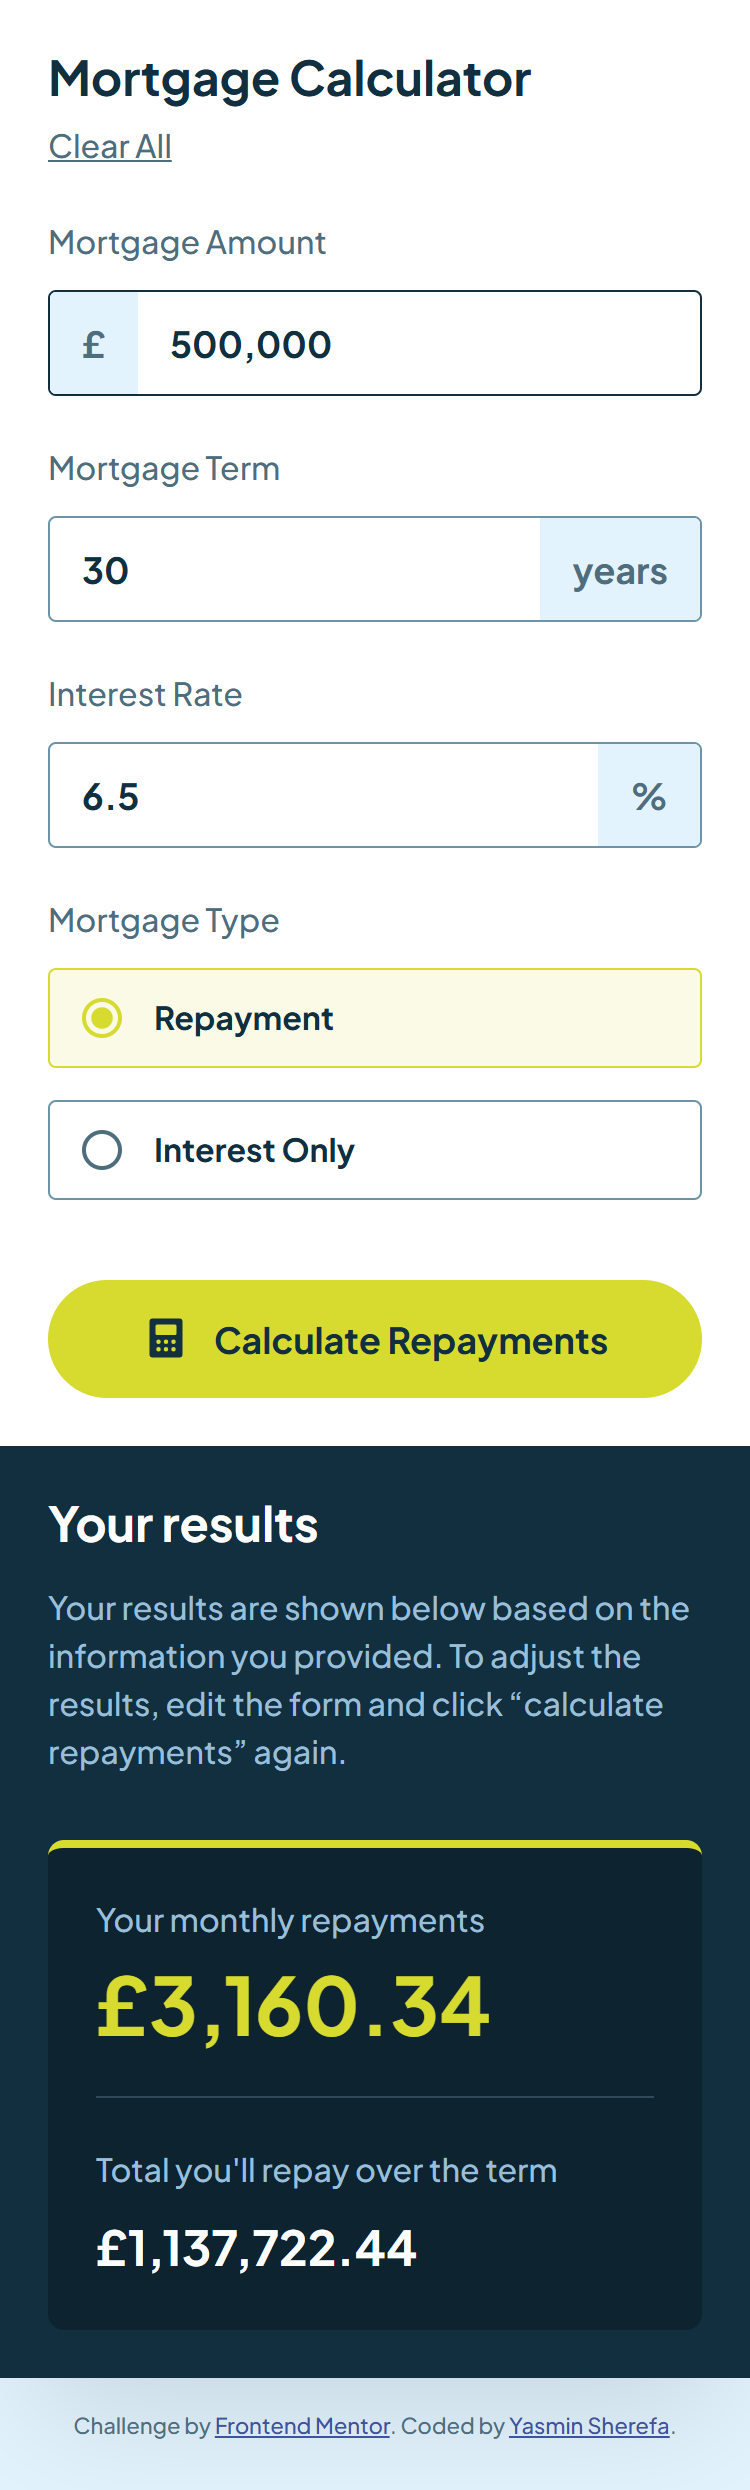 Mortgage Calculator
Clear All
Mortgage Amount
£ 500,000
Mortgage Term
30 years
Interest Rate
6.5 %
Mortgage Type
Repayment
Interest Only
Calculate Repayments
Your results
Your results are shown below based on the
information you provided. To adjust the
results, edit the form and click “calculate
repayments” again.
Your monthly repayments
£3,160.34
Total you'll repay over the term
£1,137,722.44
Challenge by Frontend Mentor. Coded by Yasmin Sherefa.